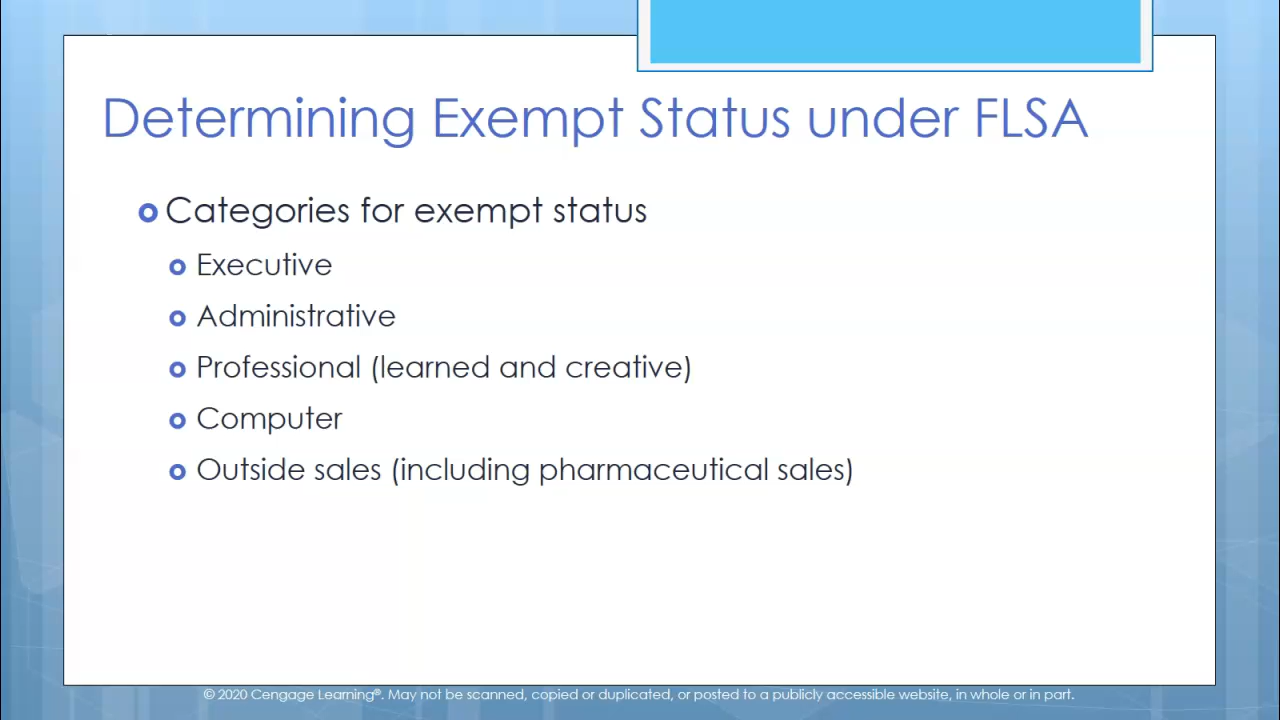 Determining Exempt Status under FLSA
Categories for exempt status
Executive
Administrative
Professional (learned and creative)
Computer
Outside sales (including pharmaceutical sales)
© 2020 Cengage Learning®. May not be scanned, copied or duplicated, or posted to a publicly accessible website, in whole or in part.